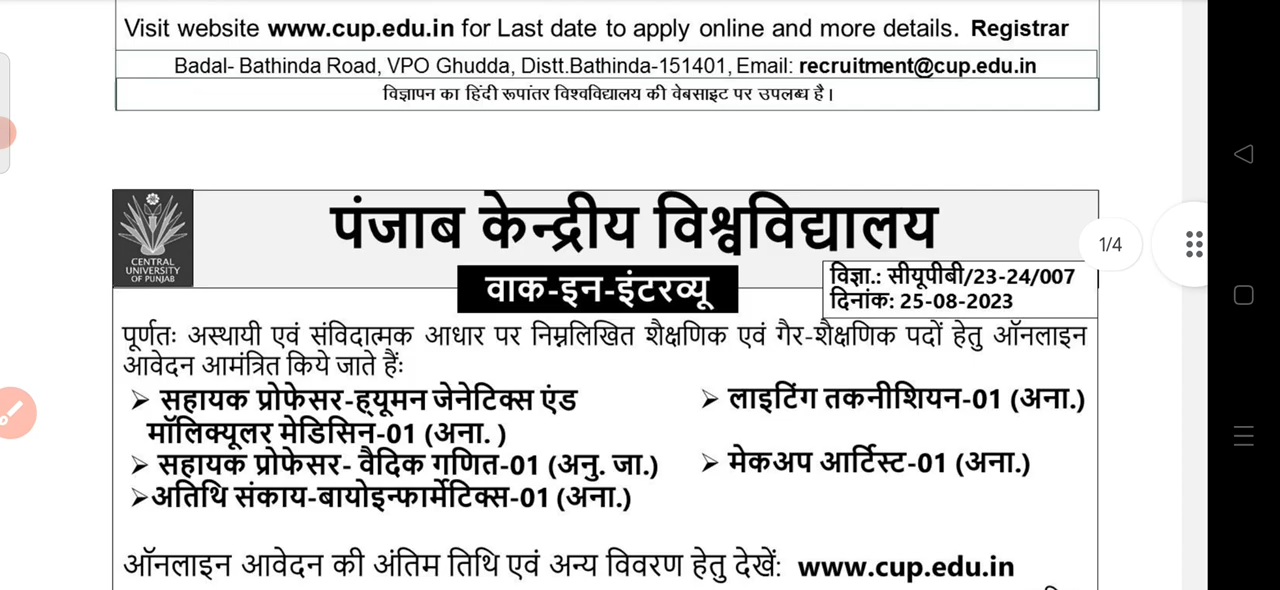 Visit website www.cup.edu.in for Last date to apply online and more details. Registrar
Badal- Bathinda Road, VPO Ghudda, Distt.Bathinda-151401, Email: recruitment@cup.edu.in
विज्ञापन का हिंदी रूपांतर विश्वविद्यालय की वेबसाइट पर उपलब्ध है।
CENTRAL
UNIVERSITY
OF PUNJAB
पंजाब केन्द्रीय विश्वविद्यालय
1/4
वाक-इन-इंटरव्यू
विज्ञा.: सीयूपीबी/23-24/007
दिनांक: 25-08-2023
पूर्णतः अस्थायी एवं संविदात्मक आधार पर निम्नलिखित शैक्षणिक एवं गैर-शैक्षणिक पदों हेतु ऑनलाइन
आवेदन आमंत्रित किये जाते हैंः
➢ सहायक प्रोफेसर-ह्यूमन जेनेटिक्स एंड
मॉलिक्यूलर मेडिसिन-01 (अना. )
➢ सहायक प्रोफेसर- वैदिक गणित-01 (अनु. जा.)
➢अतिथि संकाय-बायोइन्फार्मेटिक्स-01 (अना.)
➢ लाइटिंग तकनीशियन-01 (अना.)
➢ मेकअप आर्टिस्ट-01 (अना.)
ऑनलाइन आवेदन की अंतिम तिथि एवं अन्य विवरण हेतु देखें: www.cup.edu.in